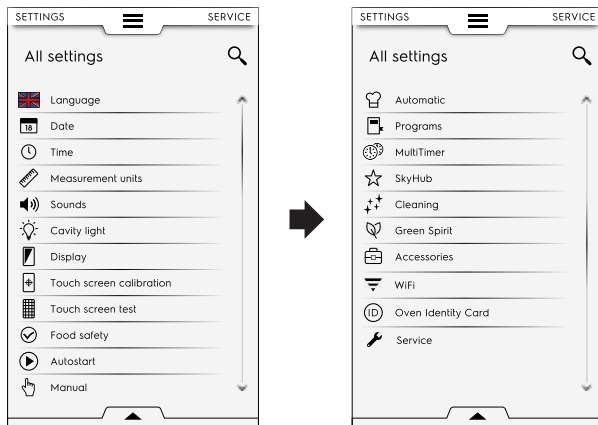 SETTINGS SERVICE
All settings
Language
18 Date
Time
Measurement units
Sounds
Cavity light
Display
Touch screen calibration
Touch screen test
Food safety
Autostart
Manual
SETTINGS SERVICE
All settings
Automatic
Programs
MultiTimer
SkyHub
Cleaning
Green Spirit
Accessories
WiFi
ID Oven Identity Card
Service